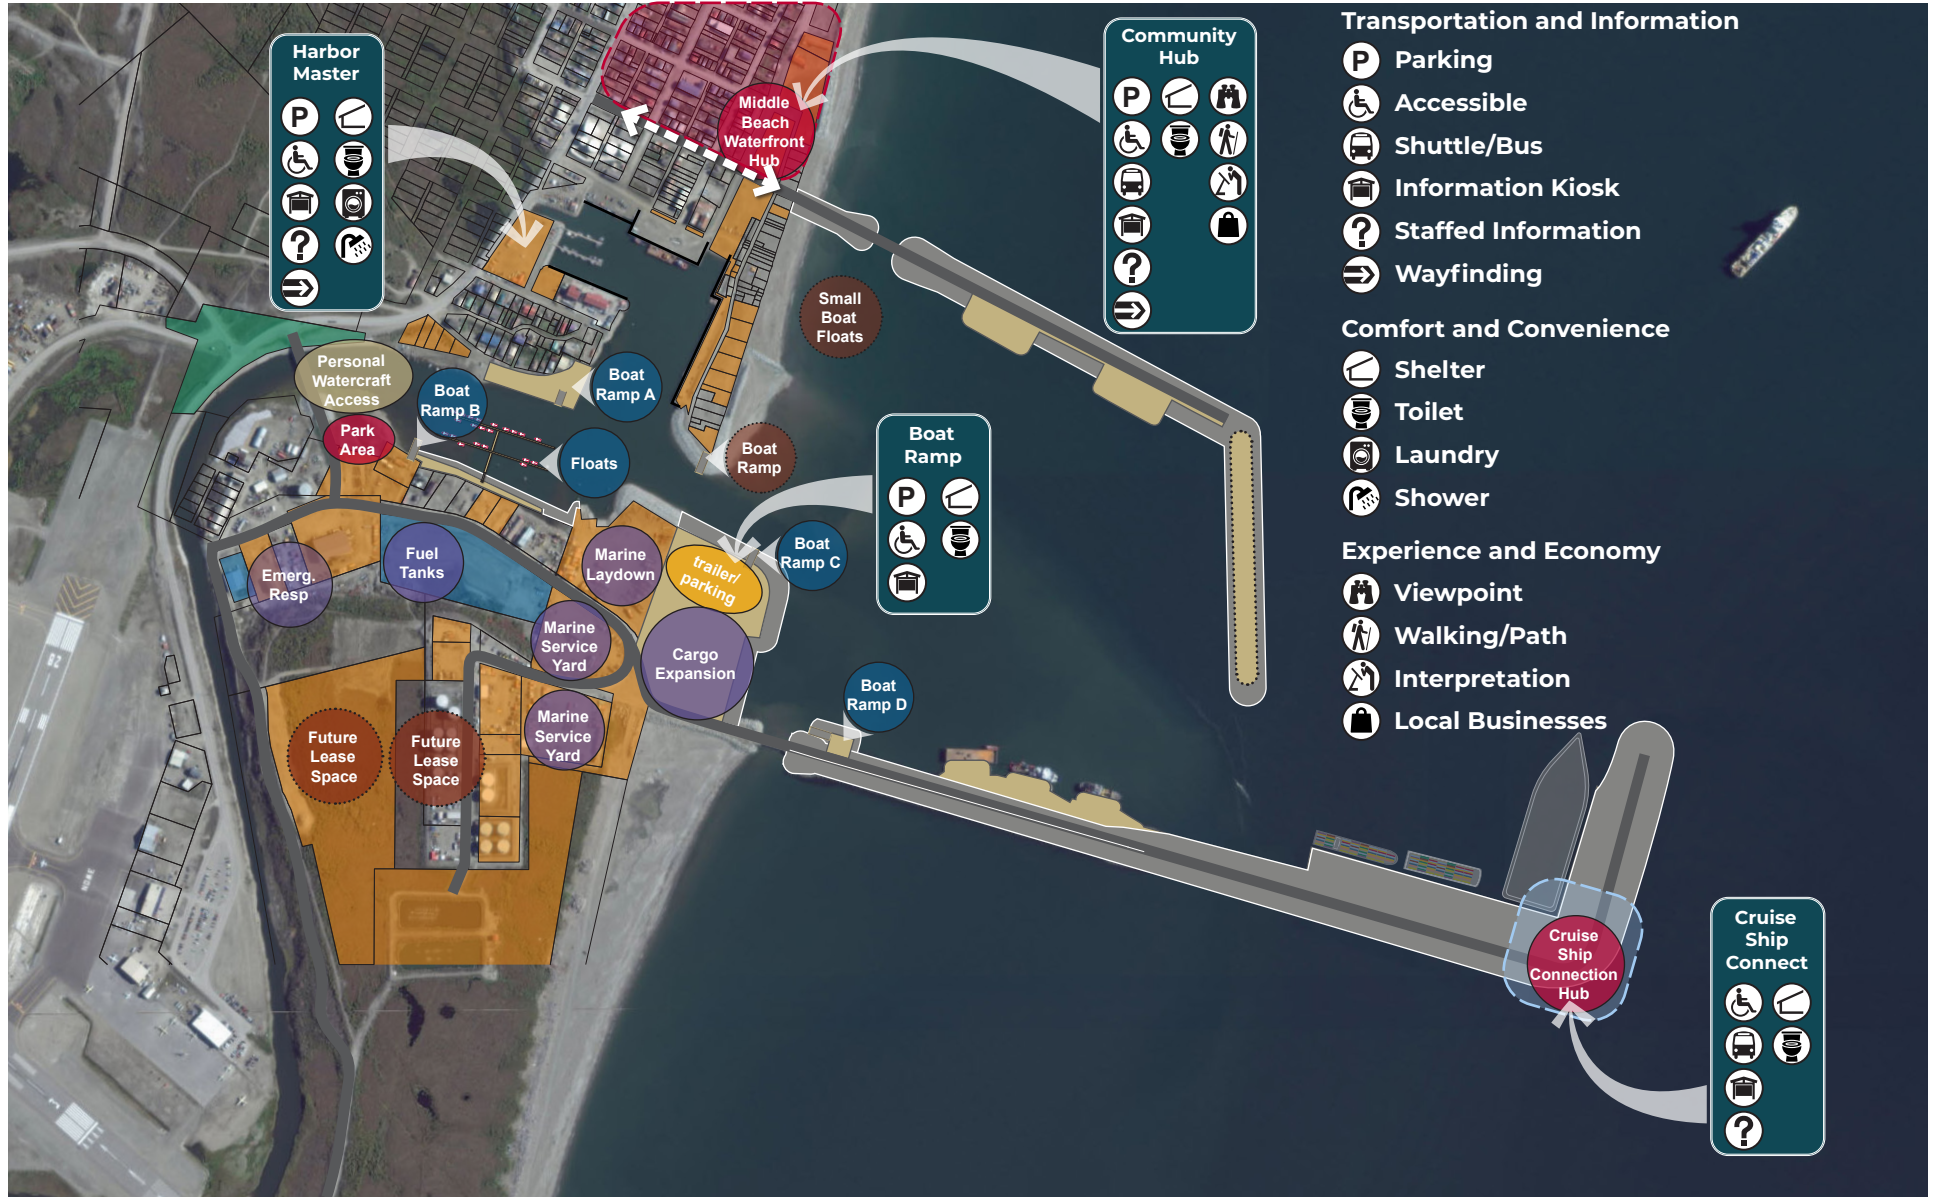 Harbor
Master
P
?
Community
Hub
P
?
Transportation and Information
P Parking
Accessible
Shuttle/Bus
Information Kiosk
? Staffed Information
Wayfinding
Comfort and Convenience
Shelter
Toilet
Laundry
Shower
Experience and Economy
Viewpoint
Walking/Path
Interpretation
Local Businesses
Middle
Beach
Waterfront
Hub
Small
Boat
Floats
Personal
Watercraft
Access
Boat
Ramp B
Boat
Ramp A
Park
Area
Floats
Boat
Ramp
Boat
Ramp
P
Emerg.
Resp
Fuel
Tanks
Marine
Laydown
trailer/
parking
Boat
Ramp C
Marine
Service
Yard
Cargo
Expansion
Boat
Ramp D
Future
Lease
Space
Future
Lease
Space
Marine
Service
Yard
Cruise
Ship
Connection
Hub
Cruise
Ship
Connect
?